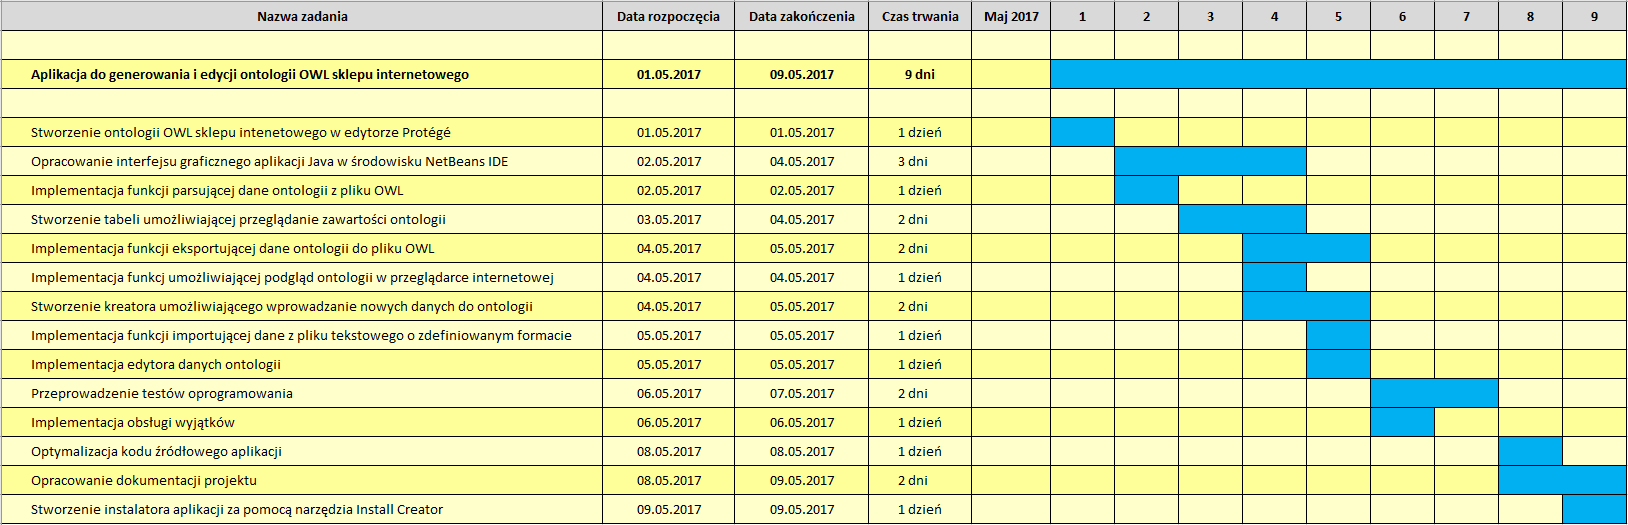 Nazwa zadania Data rozpoczęcia Data zakończenia Czas trwania Maj 2017 1 2 3 4 5 6 7 8 9
Aplikacja do generowania i edycji ontologii OWL sklepu internetowego 01.05.2017 09.05.2017 9 dni
Stworzenie ontologii OWL sklepu intenetowego w edytorze Protégé 01.05.2017 01.05.2017 1 dzień
Opracowanie interfejsu graficznego aplikacji Java w środowisku NetBeans IDE 02.05.2017 04.05.2017 3 dni
Implementacja funkcji parsującej dane ontologii z pliku OWL 02.05.2017 02.05.2017 1 dzień
Stworzenie tabeli umożliwiającej przeglądanie zawartości ontologii 03.05.2017 04.05.2017 2 dni
Implementacja funkcji eksportującej dane ontologii do pliku OWL 04.05.2017 05.05.2017 2 dni
Implementacja funkcj umożliwiającej podgląd ontologii w przeglądarce internetowej 04.05.2017 04.05.2017 1 dzień
Stworzenie kreatora umożliwiającego wprowadzanie nowych danych do ontologii 04.05.2017 05.05.2017 2 dni
Implementacja funkcji importującej dane z pliku tekstowego o zdefiniowanym formacie 05.05.2017 05.05.2017 1 dzień
Implementacja edytora danych ontologii 05.05.2017 05.05.2017 1 dzień
Przeprowadzenie testów oprogramowania 06.05.2017 07.05.2017 2 dni
Implementacja obsługi wyjątków 06.05.2017 06.05.2017 1 dzień
Optymalizacja kodu źródłowego aplikacji 08.05.2017 08.05.2017 1 dzień
Opracowanie dokumentacji projektu 08.05.2017 09.05.2017 2 dni
Stworzenie instalatora aplikacji za pomocą narzędzia Install Creator 09.05.2017 09.05.2017 1 dzień